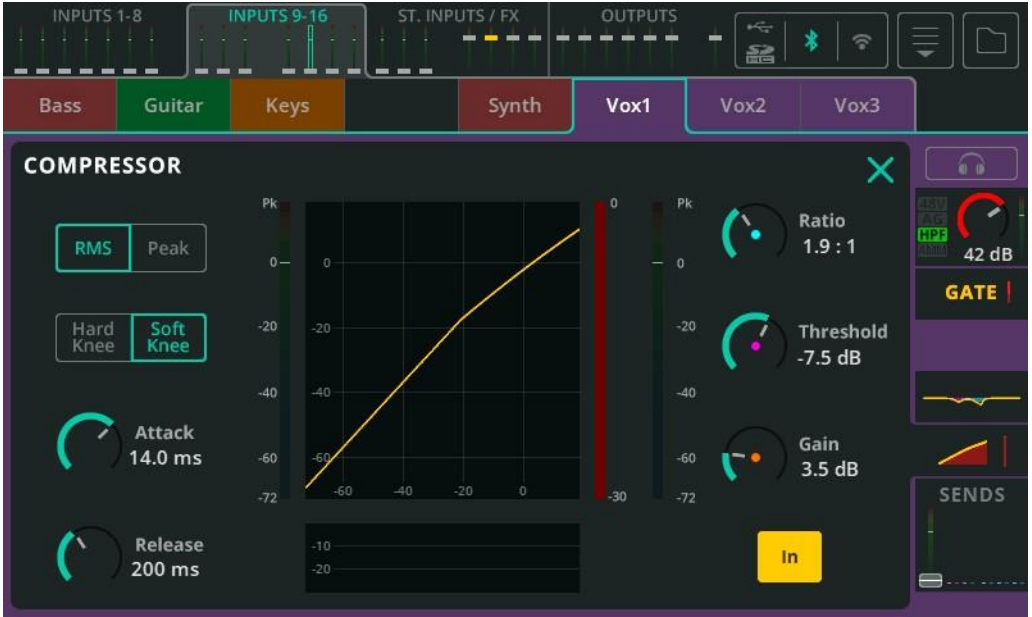 INPUTS 1-8
INPUTS 9-16
ST. INPUTS / FX
OUTPUTS
Bass
Guitar
Keys
Synth
Vox1
Vox2
Vox3
COMPRESSOR
RMS
Peak
Hard Knee
Soft Knee
Attack
14.0 ms
Release
200 ms
Pk
0
-20
-40
-60
-72
0
-20
-40
-60
-60
-40
-20
0
-10
-20
0
-30
Pk
0
-20
-40
-60
-72
Ratio
1.9 : 1
Threshold
-7.5 dB
Gain
3.5 dB
In
48V
AG
HPF
42 dB
GATE
SENDS